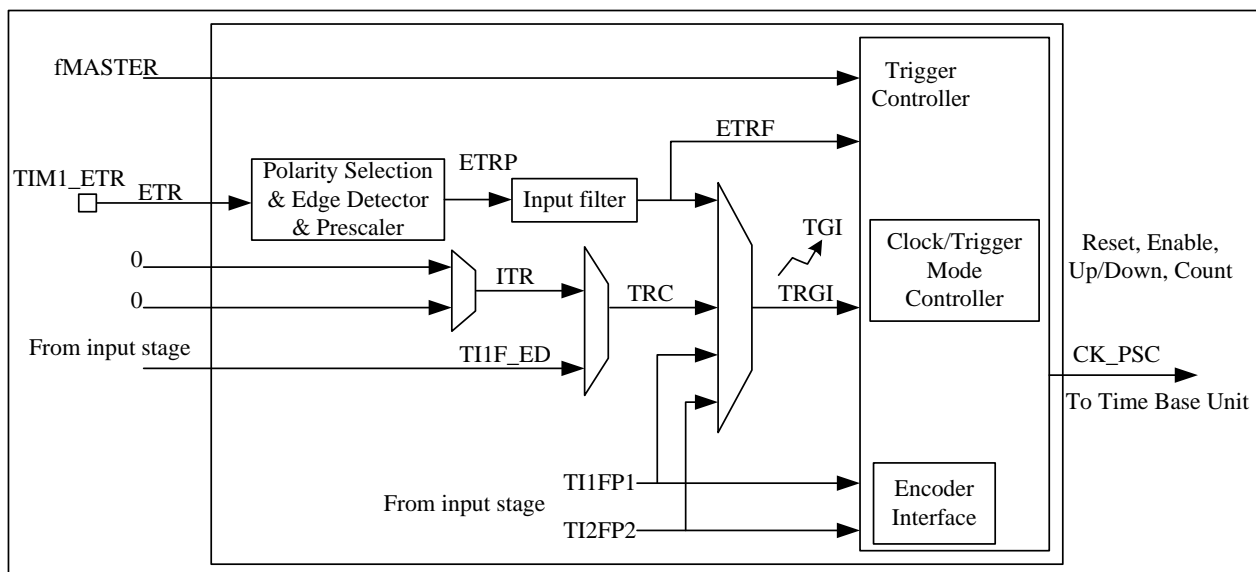 fMASTER
Trigger
Controller
ETRF
TIM1_ETR
ETR
Polarity Selection
& Edge Detector
& Prescaler
ETRP
Input filter
TGI
Clock/Trigger
Mode
Controller
Reset, Enable,
Up/Down, Count
0
0
ITR
TRC
TRGI
From input stage
TI1F_ED
CK_PSC
To Time Base Unit
From input stage
TI1FP1
TI2FP2
Encoder
Interface